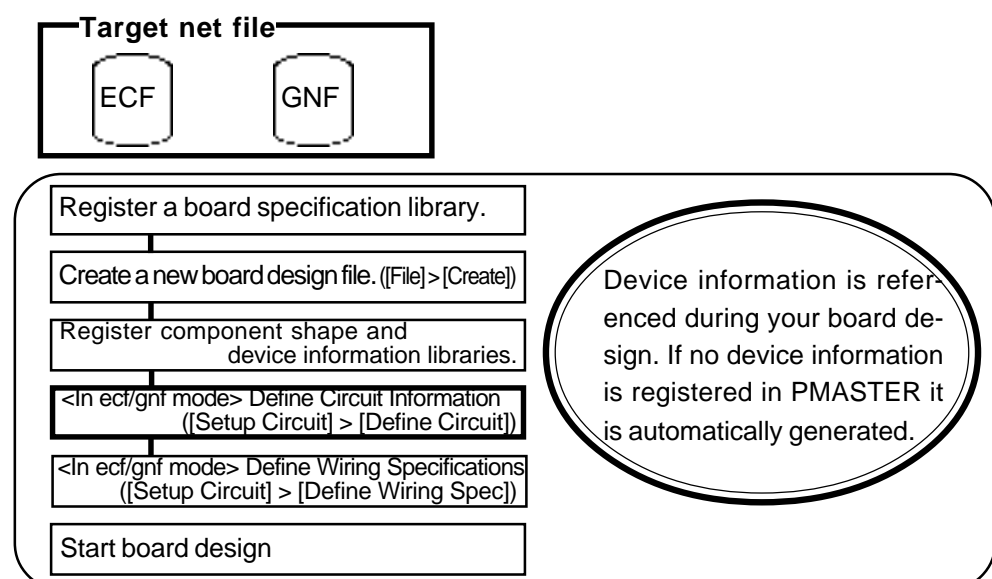 Target net file
ECF
GNF
Register a board specification library.
Create a new board design file. ([File] > [Create])
Register component shape and
device information libraries.
<In ecf/gnf mode> Define Circuit Information
([Setup Circuit] > [Define Circuit])
<In ecf/gnf mode> Define Wiring Specifications
([Setup Circuit] > [Define Wiring Spec])
Start board design
Device information is refer-
enced during your board de-
sign. If no device information
is registered in PMASTER it
is automatically generated.